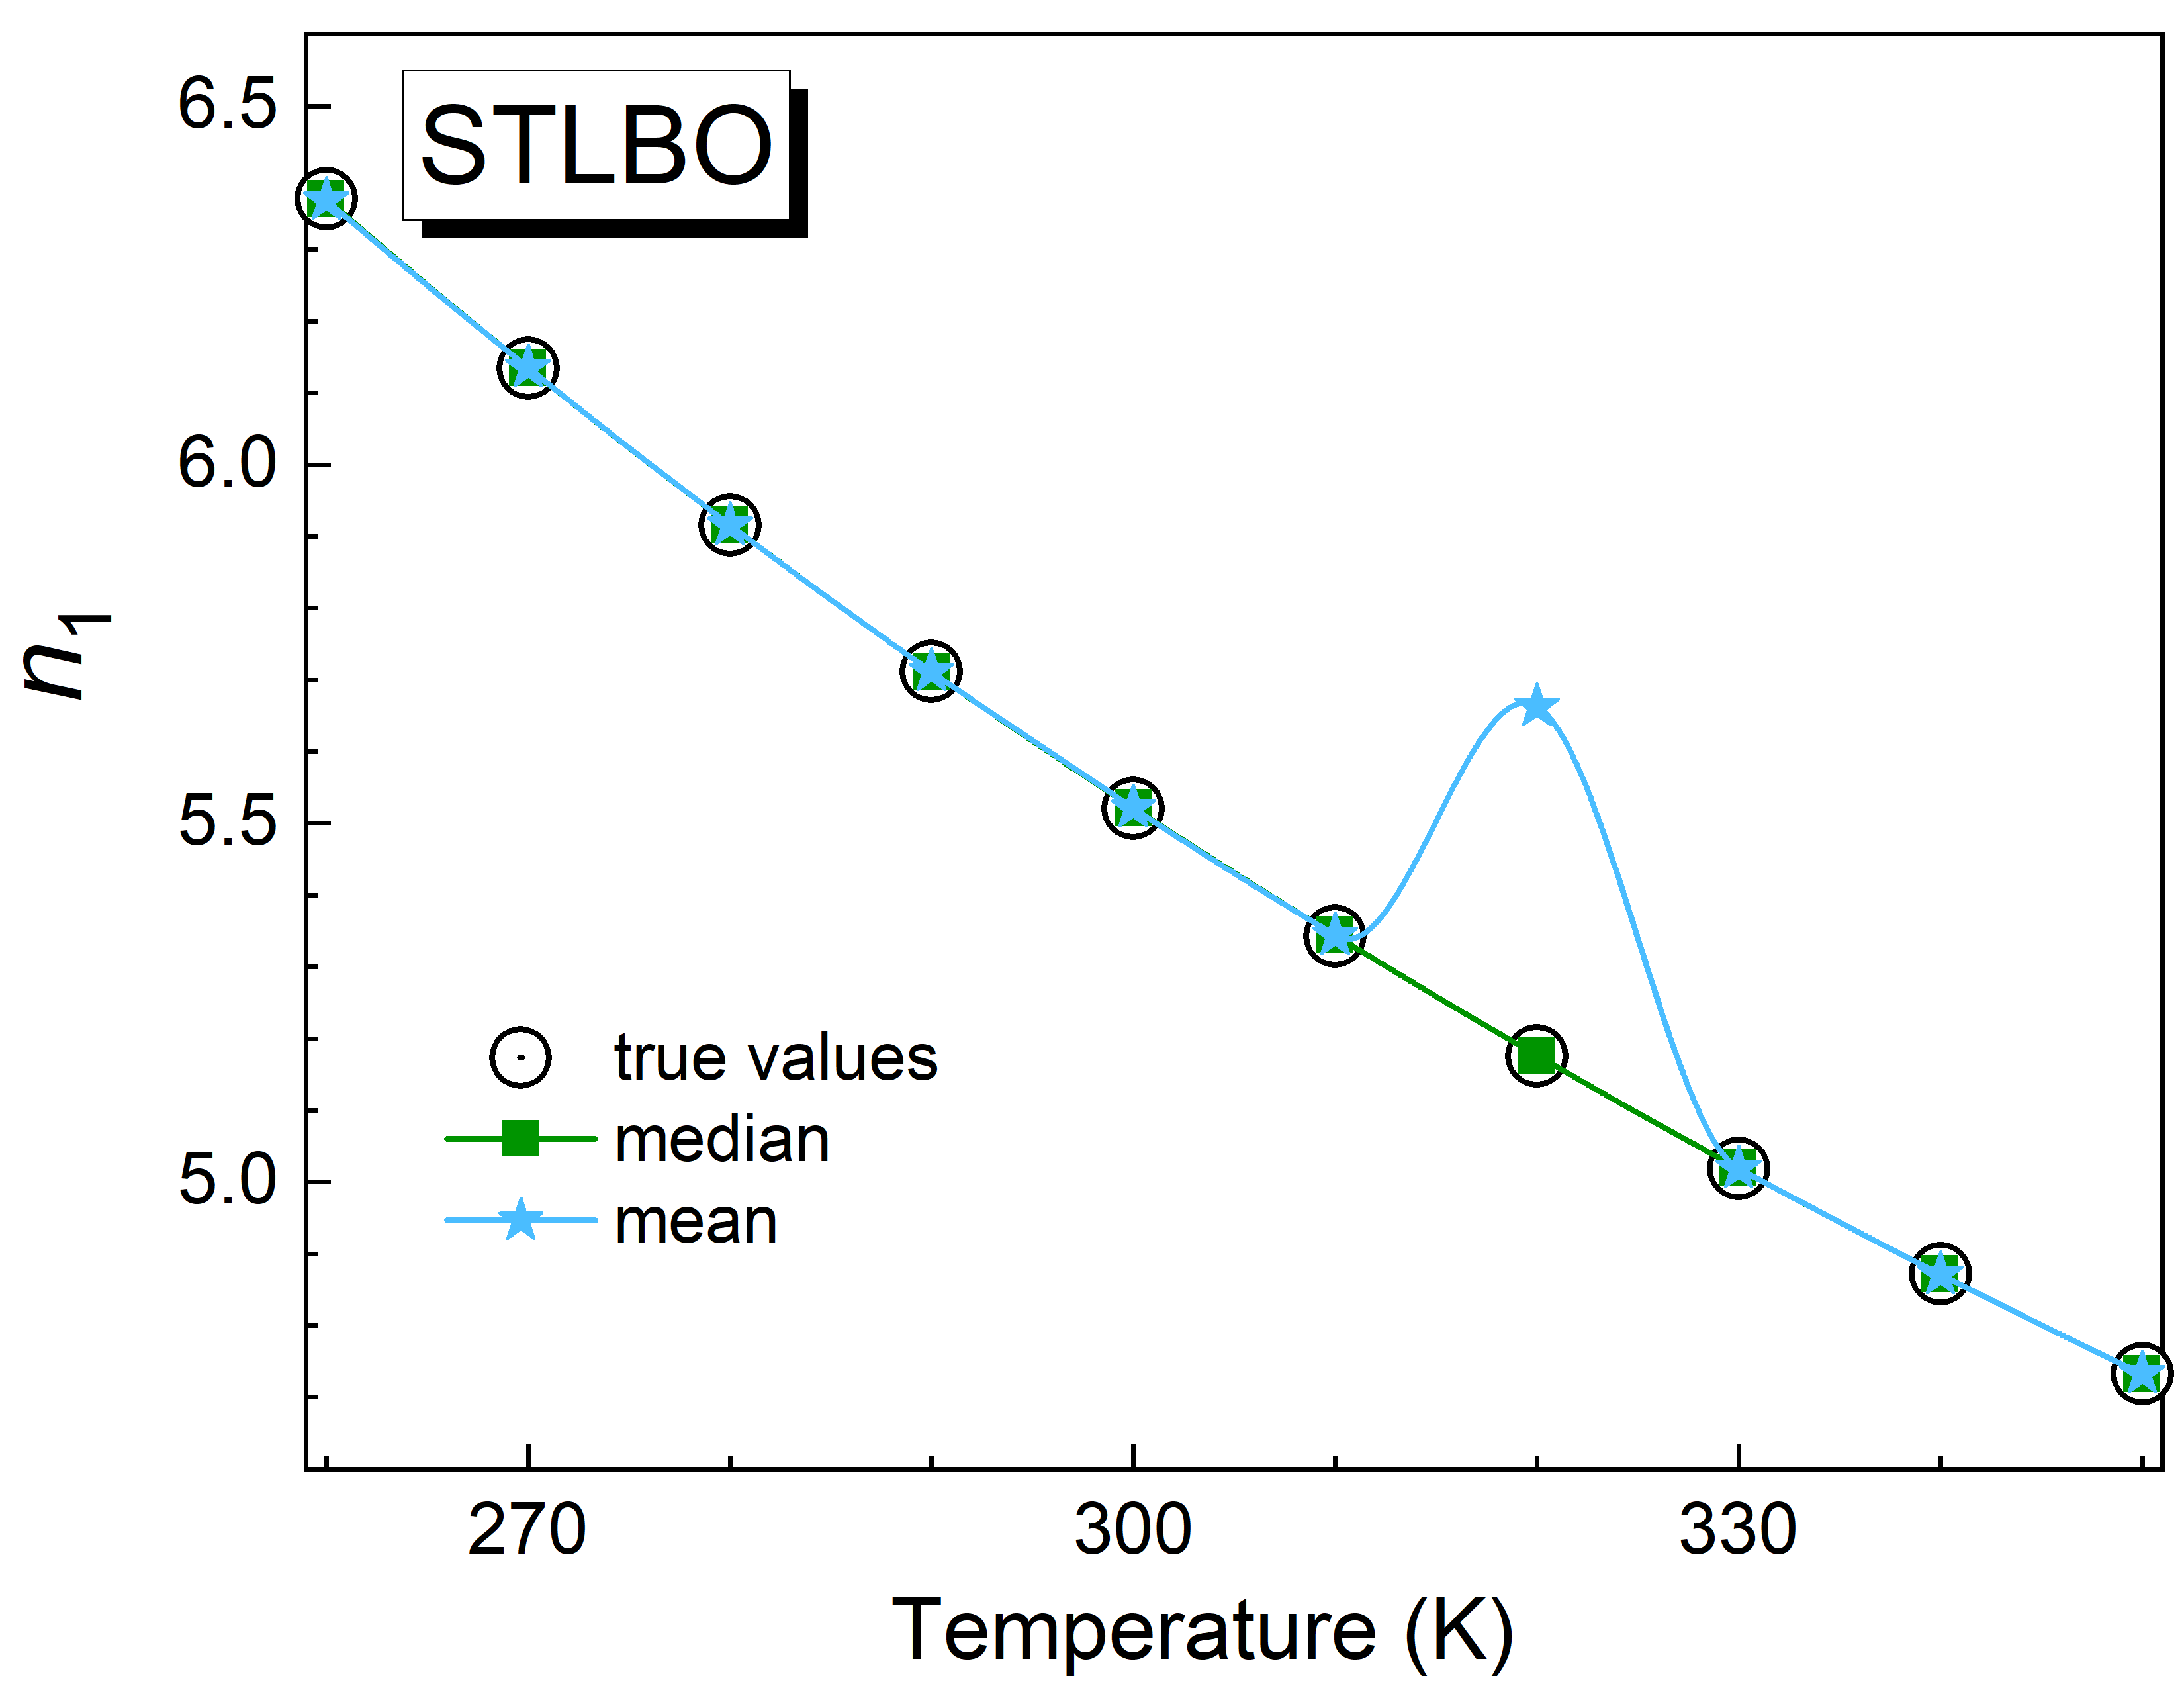 STLBO
6.5
6.0
5.5
5.0
n1
true values
median
mean
270 300 330
Temperature (K)